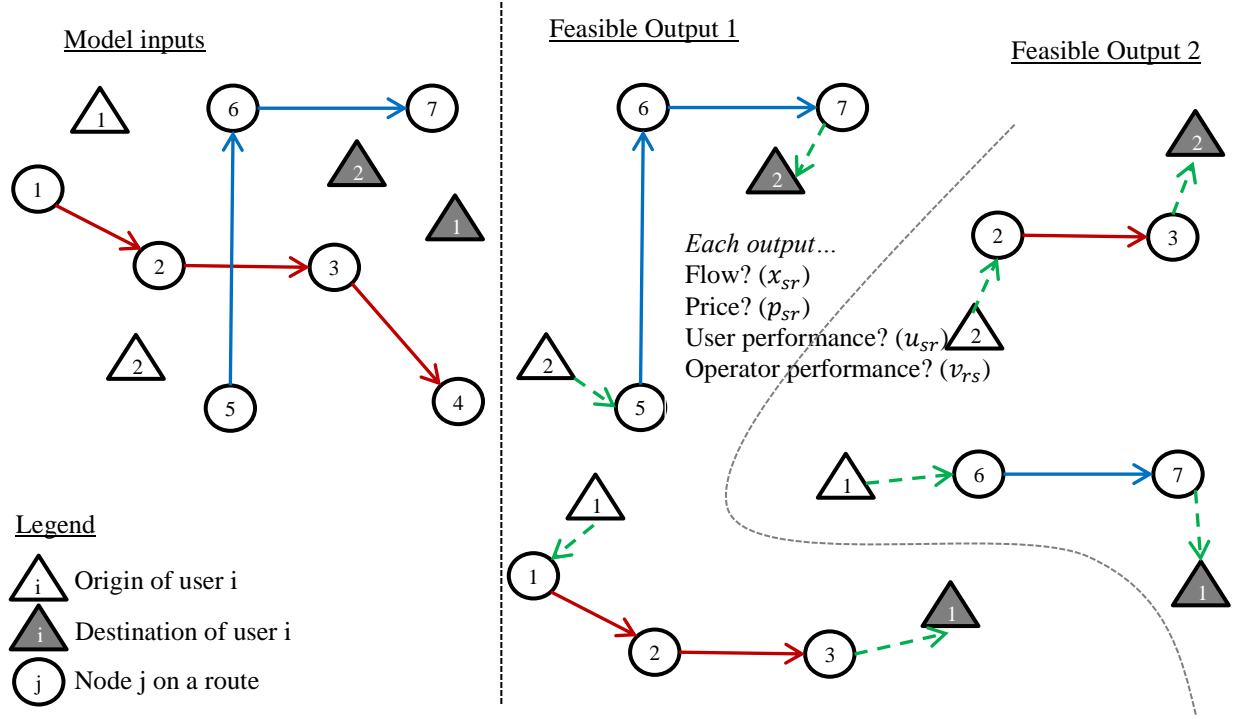 Model inputs
1
6
7
2
1
1
2
3
2
5
4
Legend
i Origin of user i
i Destination of user i
j Node j on a route
Feasible Output 1
6
7
2
Each output…
Flow? (x_sr)
Price? (p_sr)
User performance? (u_sr)
Operator performance? (v_rs)
2
5
1
1
2
3
1
Feasible Output 2
2
2
3
2
1
6
7
1